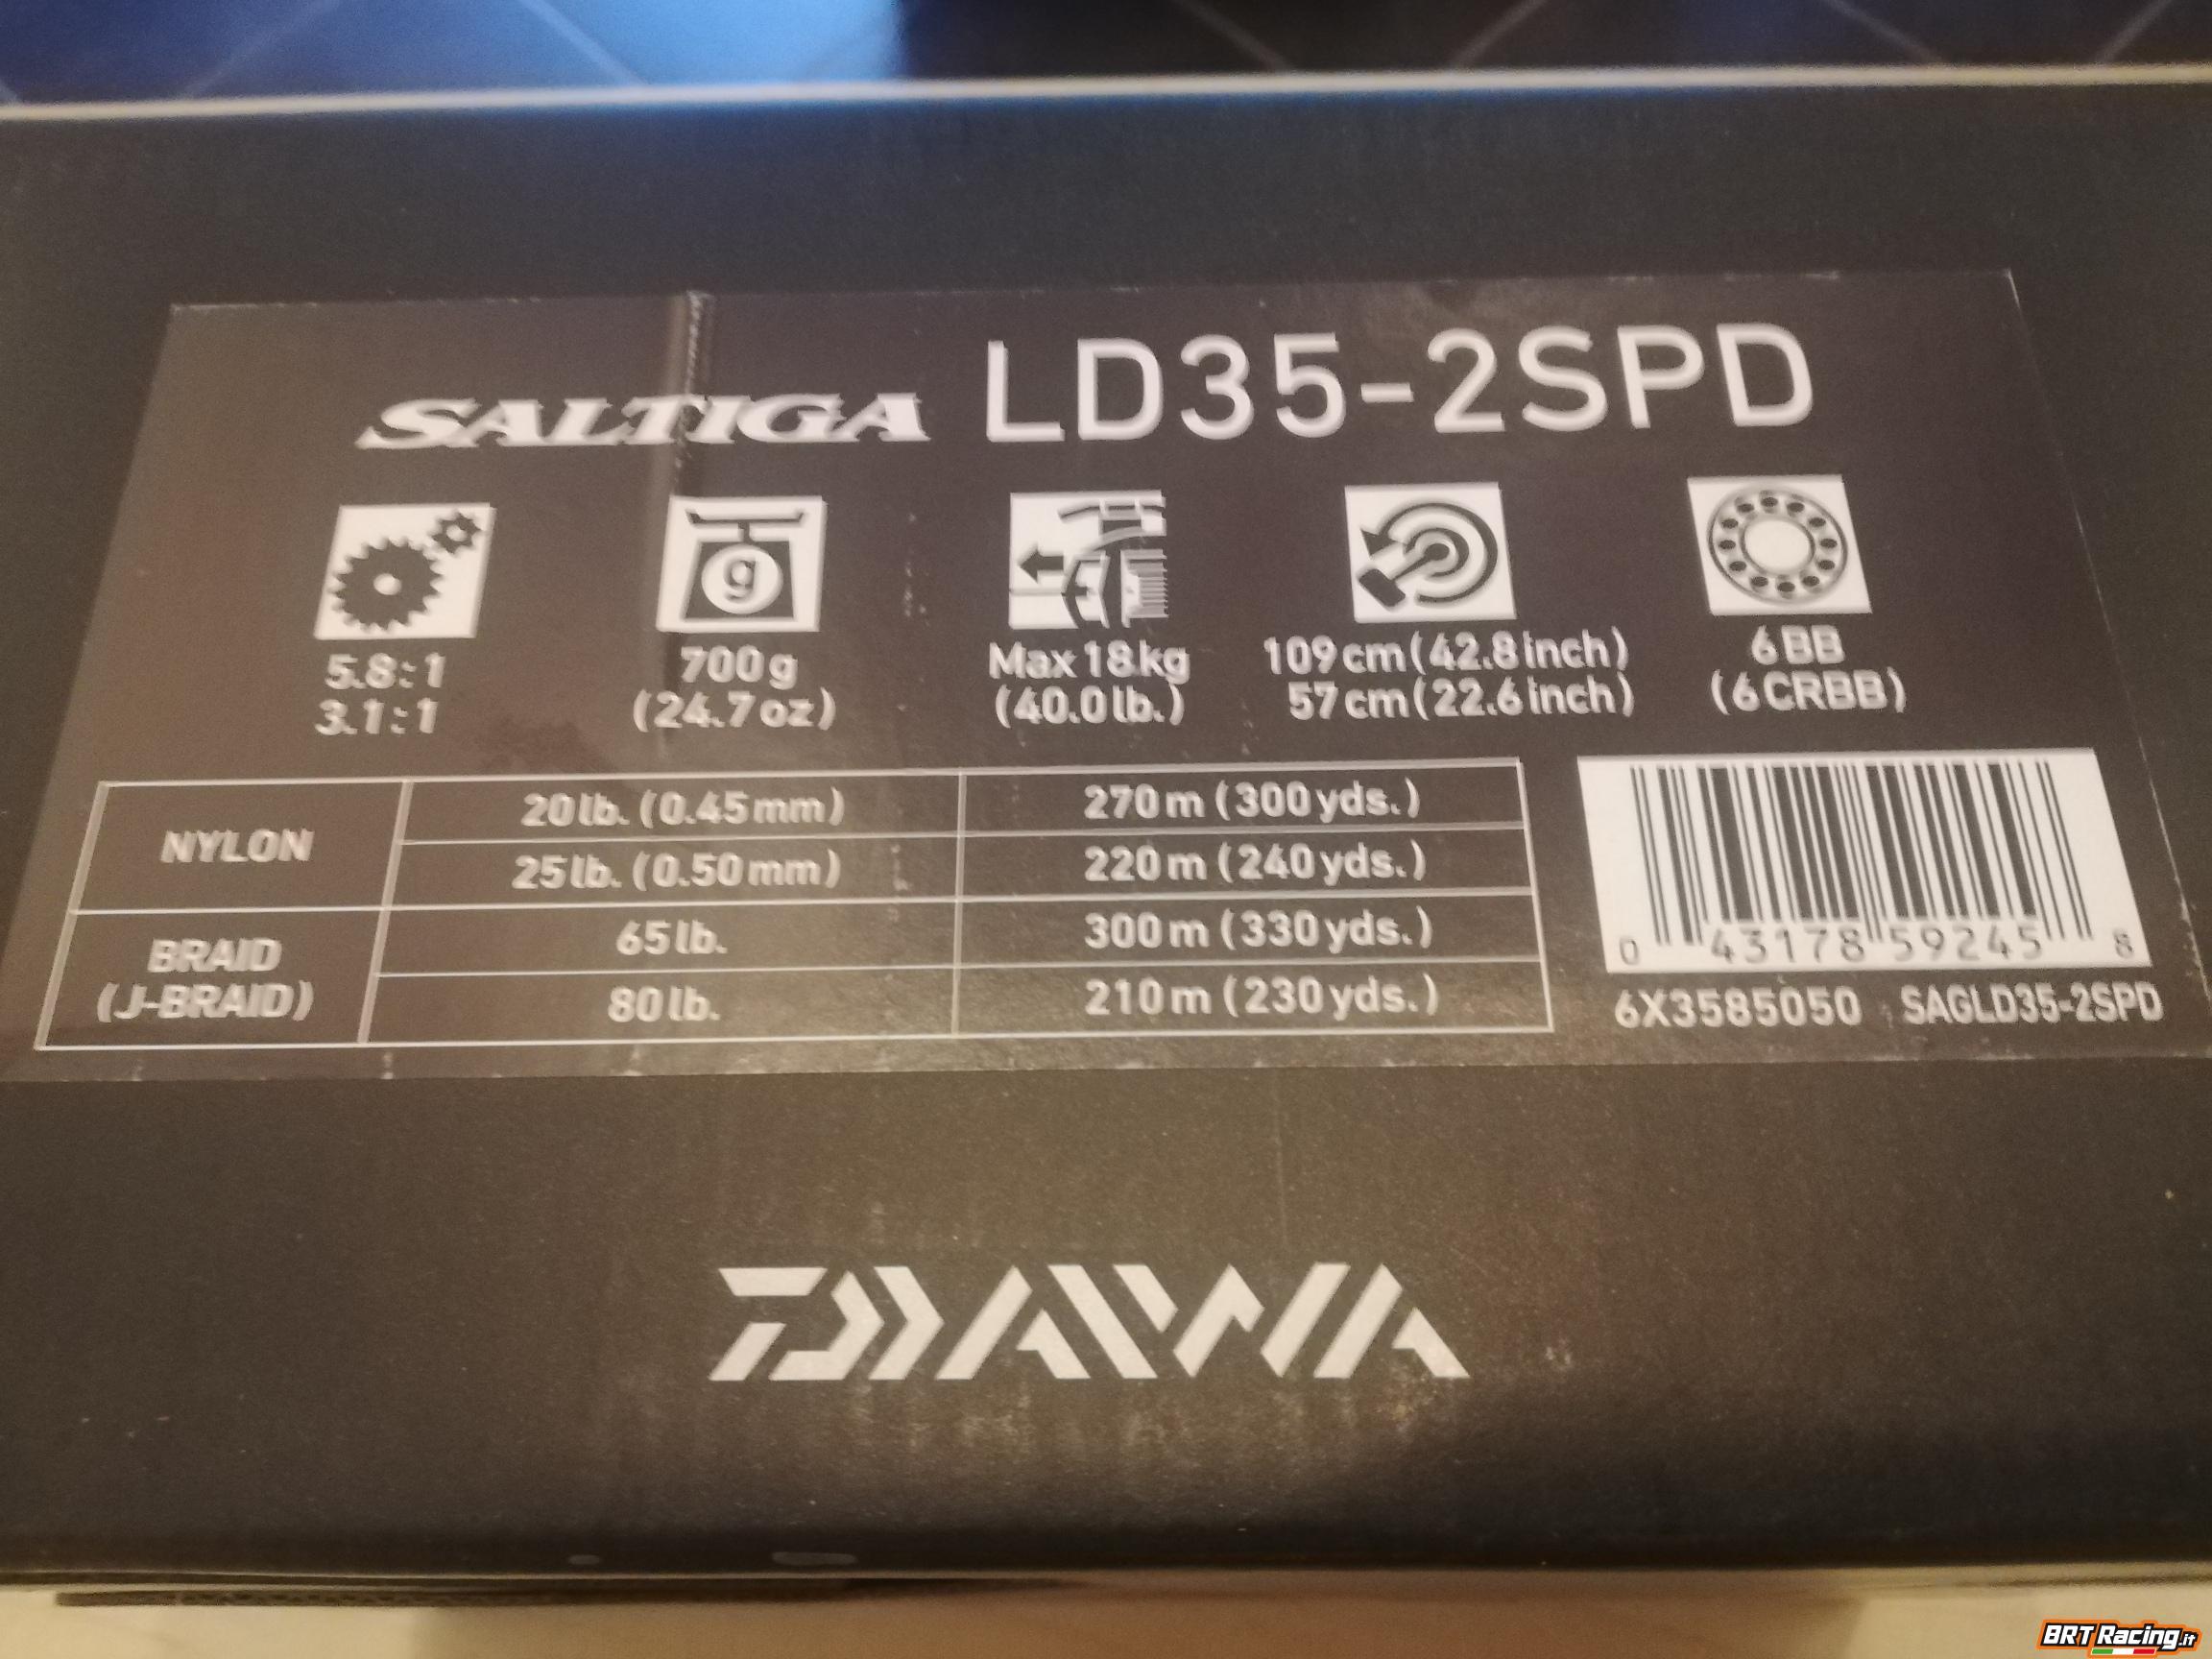 SALTIGA LD35-2SPD
g
5.8:1
3.1:1
700g
(24.7oz)
Max 18kg
(40.0lb.)
109cm(42.8inch)
57cm(22.6inch)
6BB
(6CRBB)
NYLON
20lb. (0.45mm) 270m (300yds.)
25lb. (0.50mm) 220m (240yds.)
BRAID
(J-BRAID)
65lb. 300m (330yds.)
80lb. 210m (230yds.)
0 43178 59245 8
6X3585050 SAGLD35-2SPD
DAIWA
BRT Racing.it